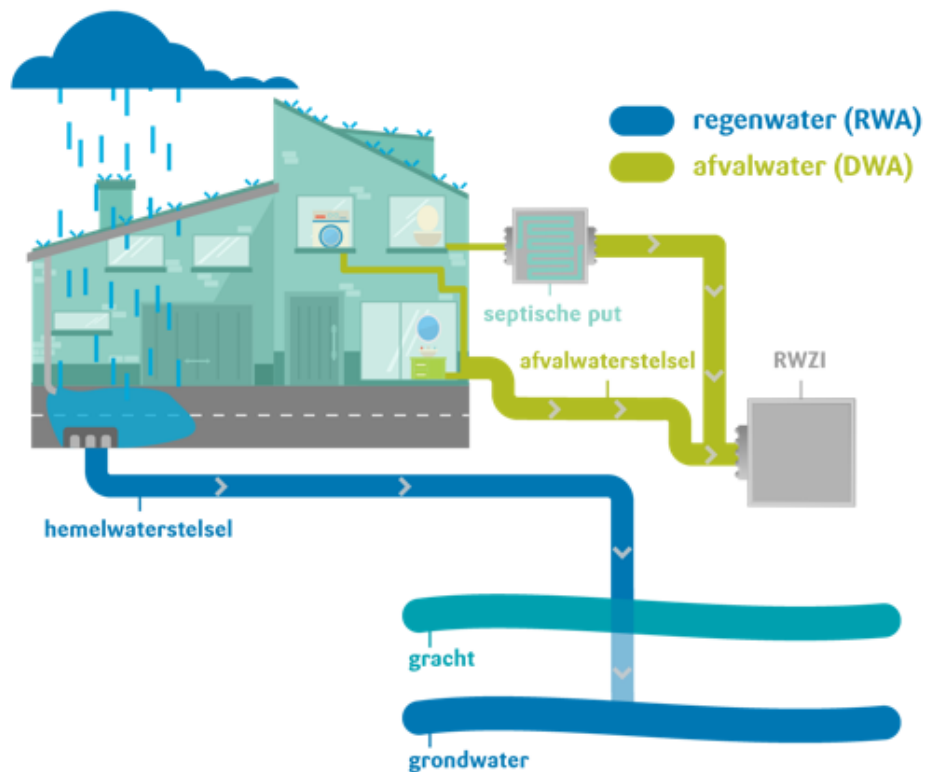 regenwater (RWA)
afvalwater (DWA)
septische put
afvalwaterstelsel
RWZI
hemelwaterstelsel
gracht
grondwater